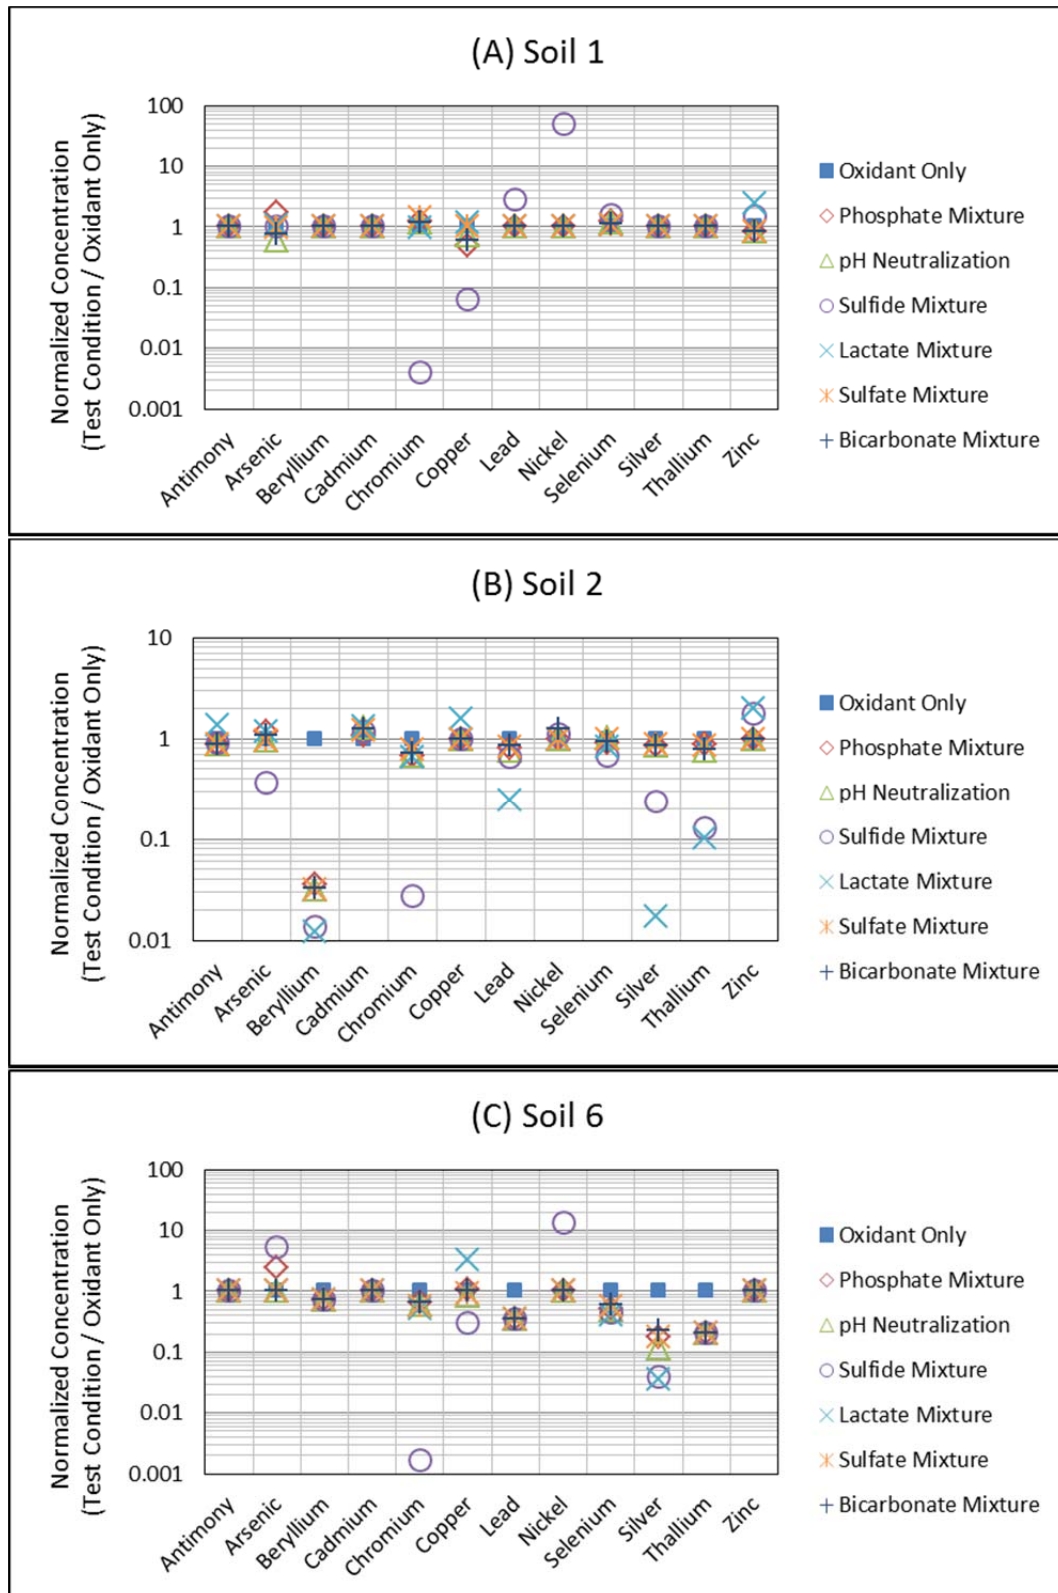 (A) Soil 1
Normalized Concentration
(Test Condition / Oxidant Only)
100
10
1
0.1
0.01
0.001
Antimony
Arsenic
Beryllium
Cadmium
Chromium
Copper
Lead
Nickel
Selenium
Silver
Thallium
Zinc
Oxidant Only
Phosphate Mixture
pH Neutralization
Sulfide Mixture
Lactate Mixture
Sulfate Mixture
Bicarbonate Mixture
(B) Soil 2
Normalized Concentration
(Test Condition / Oxidant Only)
10
1
0.1
0.01
Antimony
Arsenic
Beryllium
Cadmium
Chromium
Copper
Lead
Nickel
Selenium
Silver
Thallium
Zinc
Oxidant Only
Phosphate Mixture
pH Neutralization
Sulfide Mixture
Lactate Mixture
Sulfate Mixture
Bicarbonate Mixture
(C) Soil 6
Normalized Concentration
(Test Condition / Oxidant Only)
100
10
1
0.1
0.01
0.001
Antimony
Arsenic
Beryllium
Cadmium
Chromium
Copper
Lead
Nickel
Selenium
Silver
Thallium
Zinc
Oxidant Only
Phosphate Mixture
pH Neutralization
Sulfide Mixture
Lactate Mixture
Sulfate Mixture
Bicarbonate Mixture